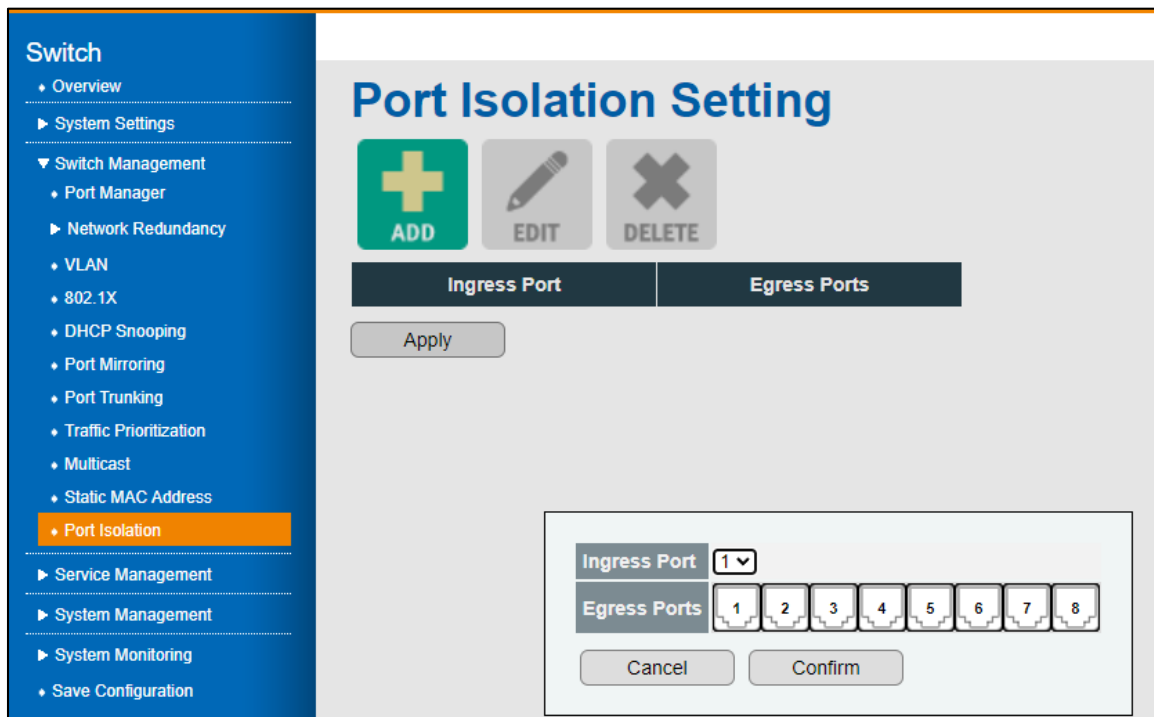 Switch
Overview
System Settings
Switch Management
Port Manager
Network Redundancy
VLAN
802.1X
DHCP Snooping
Port Mirroring
Port Trunking
Traffic Prioritization
Multicast
Static MAC Address
Port Isolation
Service Management
System Management
System Monitoring
Save Configuration
Port Isolation Setting
ADD EDIT DELETE
Ingress Port Egress Ports
Apply
Ingress Port 1
Egress Ports 1 2 3 4 5 6 7 8
Cancel Confirm